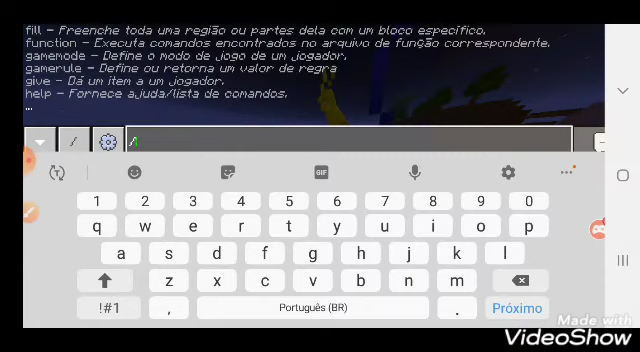 fill – Preenche toda uma região ou partes dela com um bloco específico.
function – Executa comandos encontrados no arquivo de função correspondente.
gamemode – Define o modo de jogo de um jogador.
gamerule – Define ou retorna um valor de regra
give – Dá um item a um jogador.
help – Fornece ajuda/lista de comandos.
...
/ /
T GIF ...
1 2 3 4 5 6 7 8 9 0
q w e r t y u i o p
a s d f g h j k l
z x c v b n m
!#1 , Português (BR) . Próximo
Made with
VideoShow